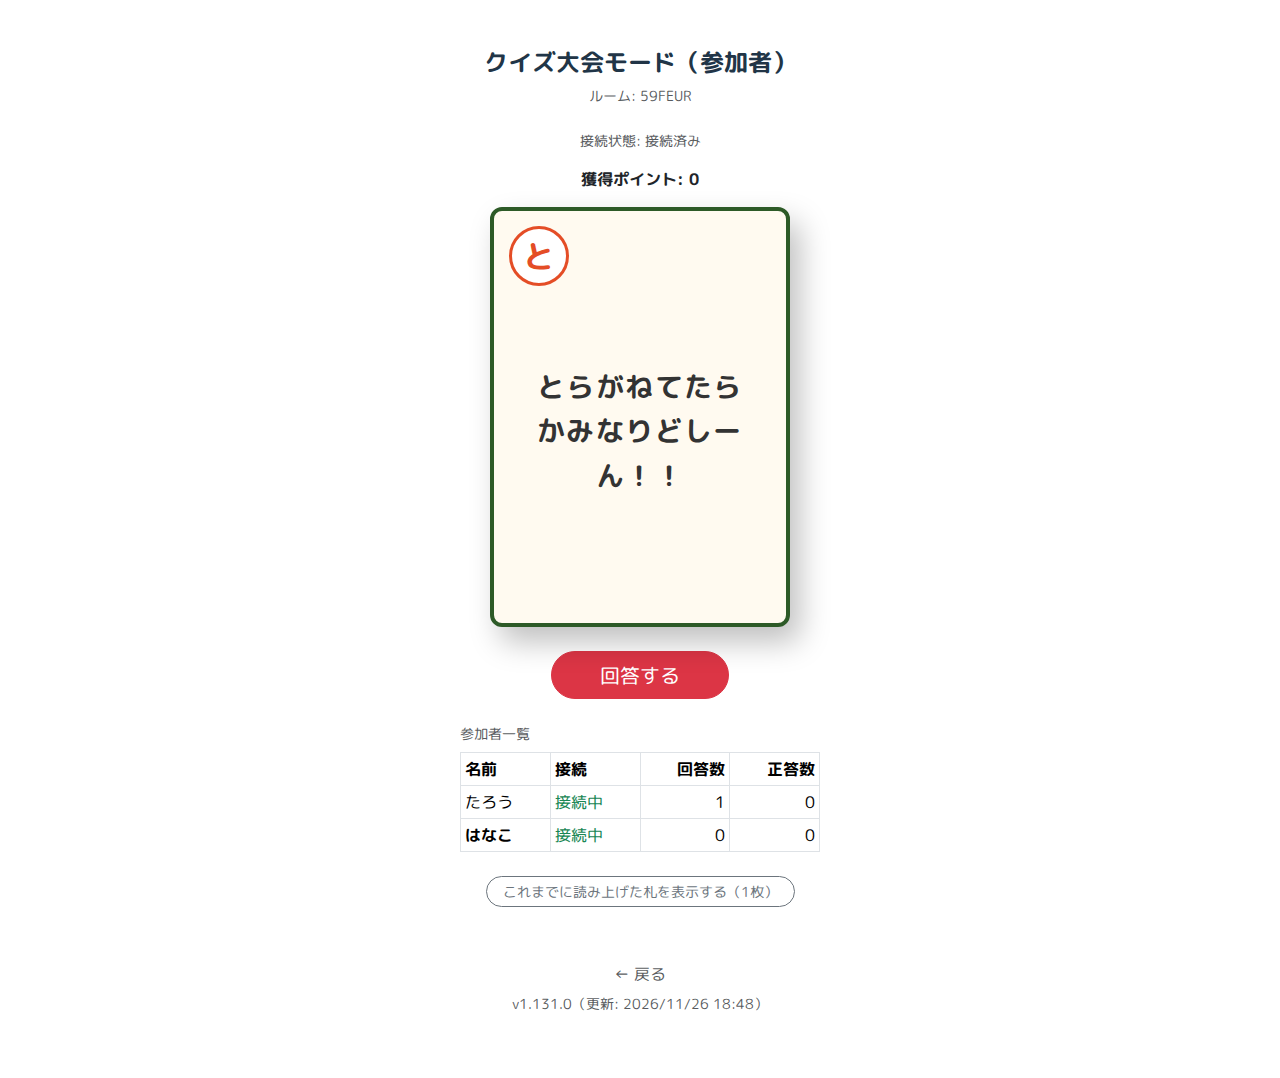 クイズ大会モード（参加者）
ルーム: 59FEUR
接続状態: 接続済み
獲得ポイント: 0
と
とらがねてたら
かみなりどしー
ん！！
回答する
参加者一覧
名前 接続 回答数 正答数
たろう 接続中 1 0
はなこ 接続中 0 0
これまでに読み上げた札を表示する（1枚）
← 戻る
v1.131.0（更新: 2026/11/26 18:48）